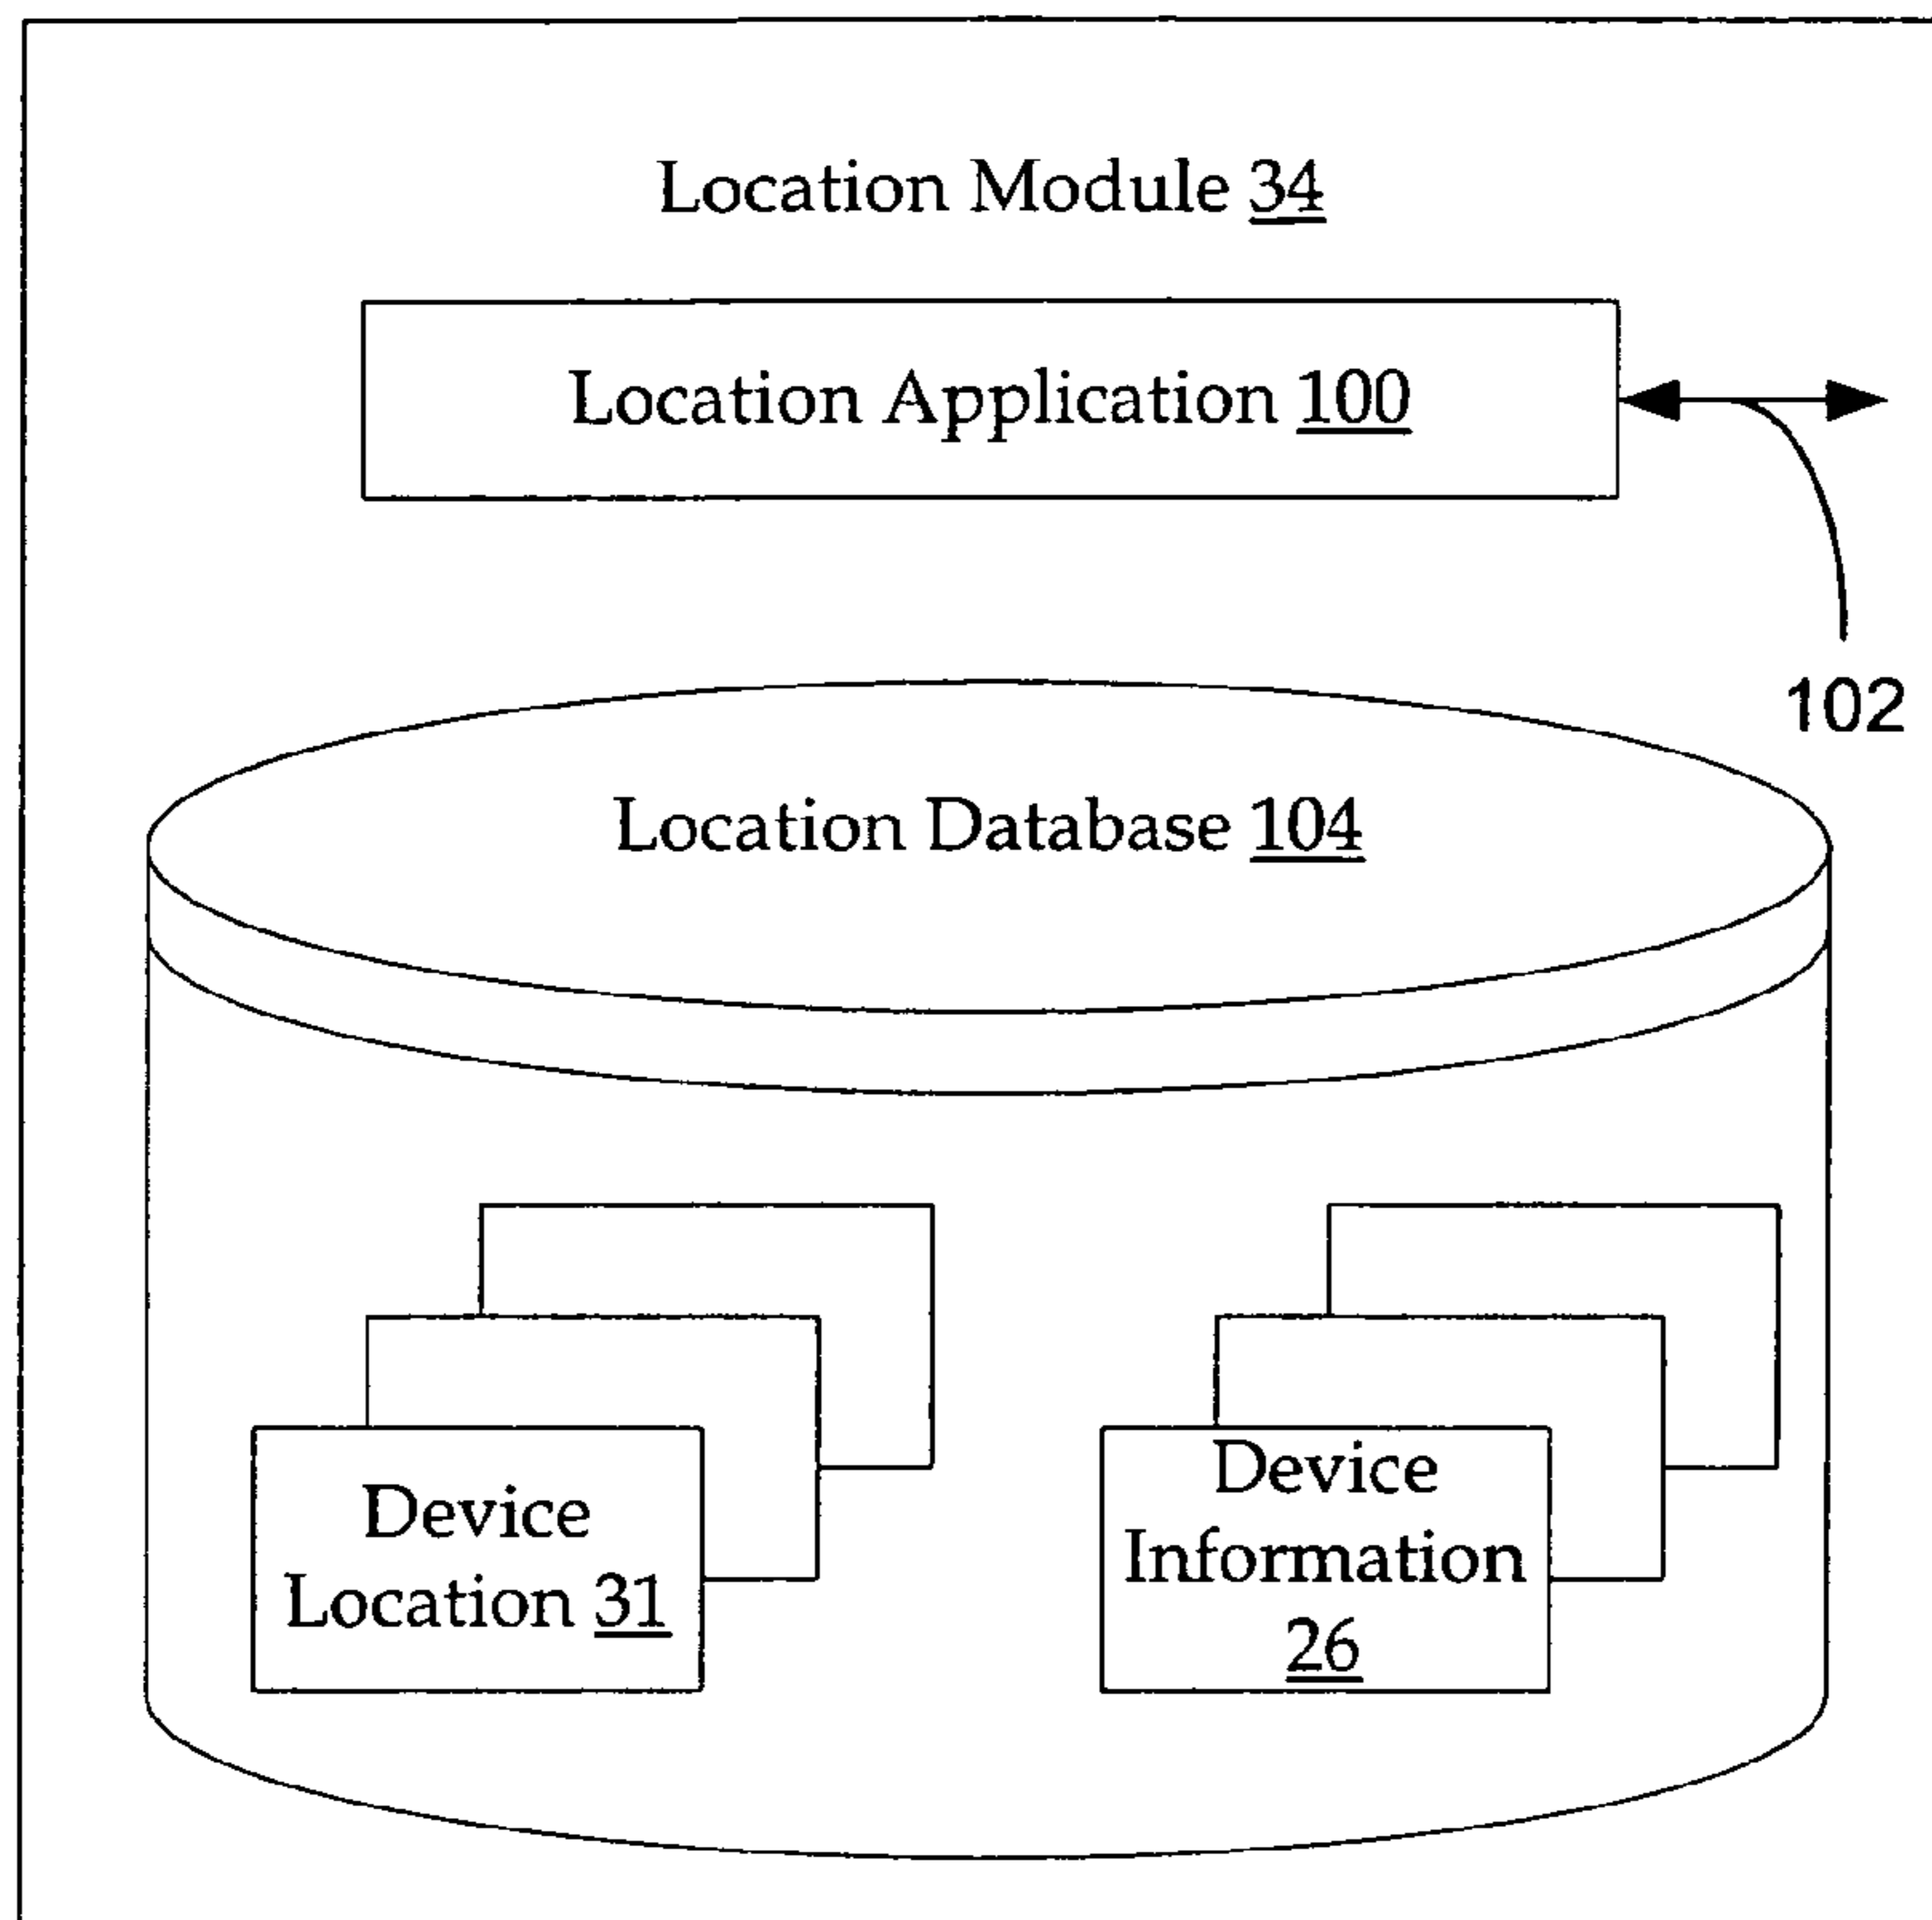 Location Module 34
Location Application 100
102
Location Database 104
Device
Location 31
Device
Information
26